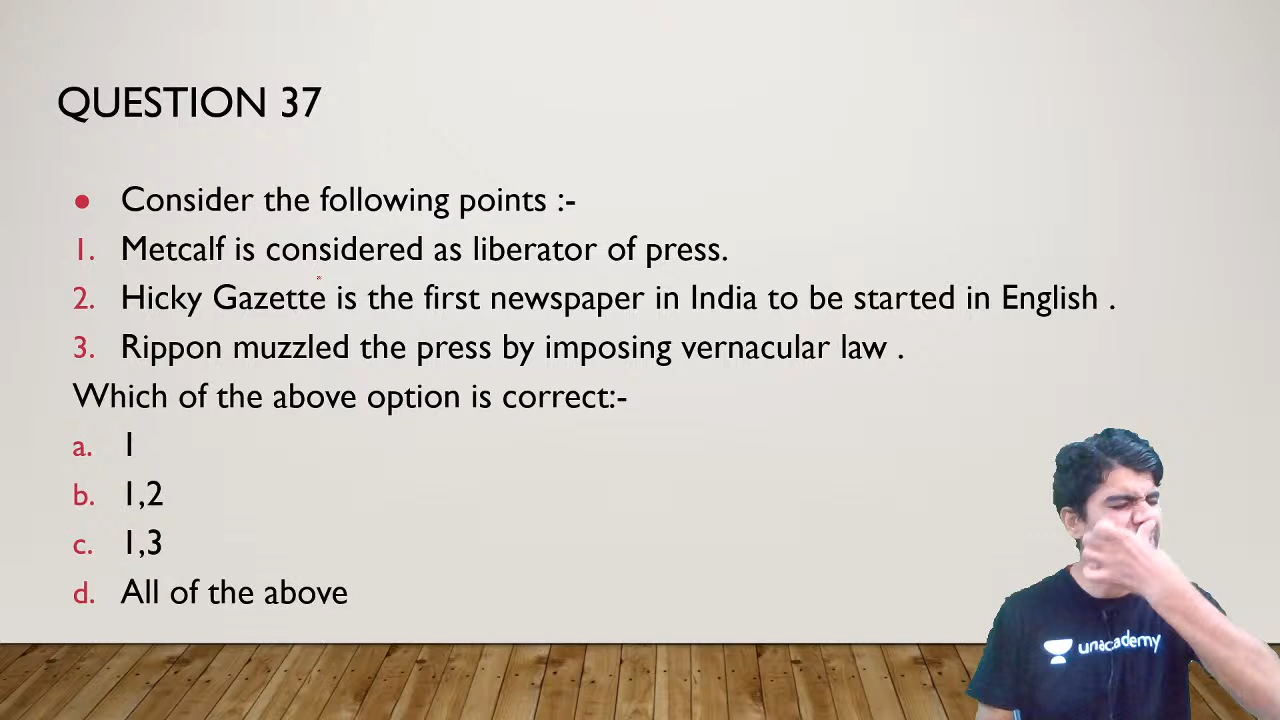 QUESTION 37
● Consider the following points :-
1. Metcalf is considered as liberator of press.
2. Hicky Gazette is the first newspaper in India to be started in English .
3. Rippon muzzled the press by imposing vernacular law .
Which of the above option is correct:-
a. 1
b. 1,2
c. 1,3
d. All of the above
unacademy